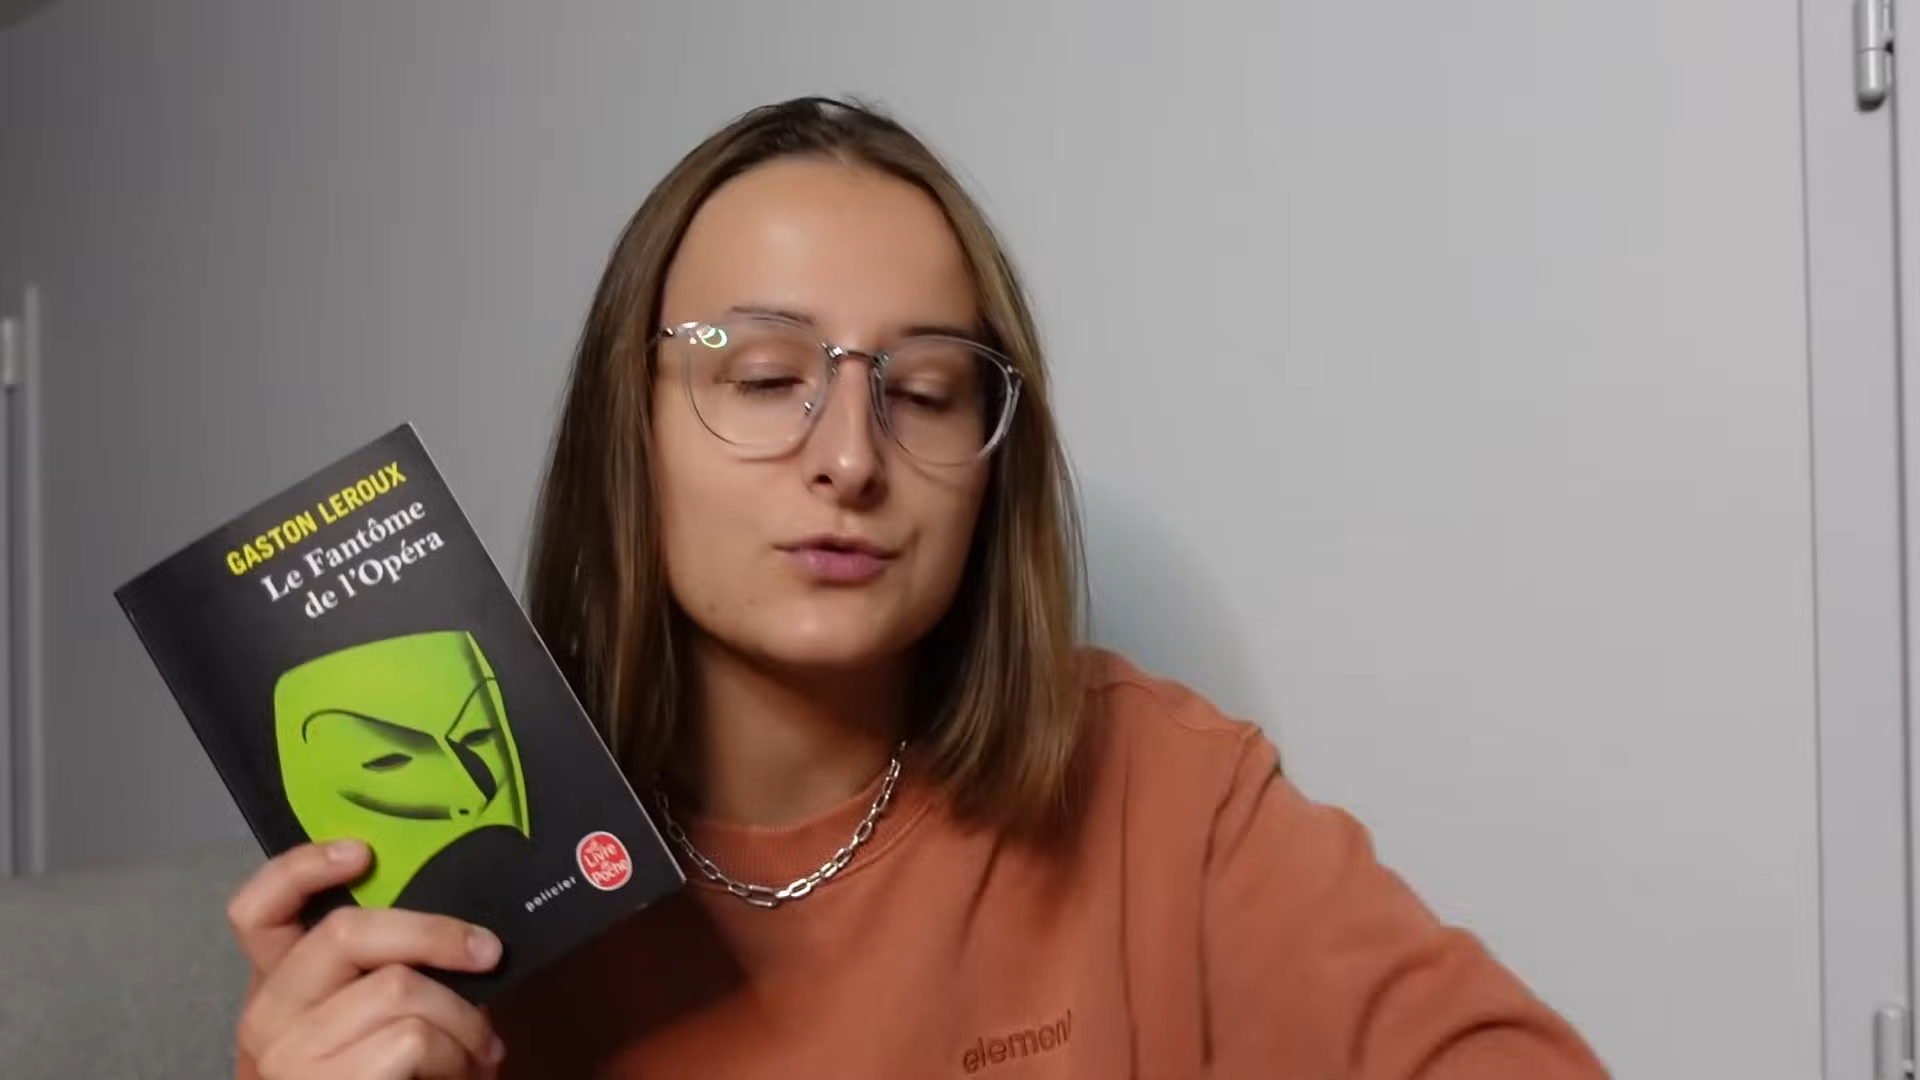 GASTON LEROUX
Le Fantôme
de l'Opéra
policier
Le
Livre
de
Poche
element